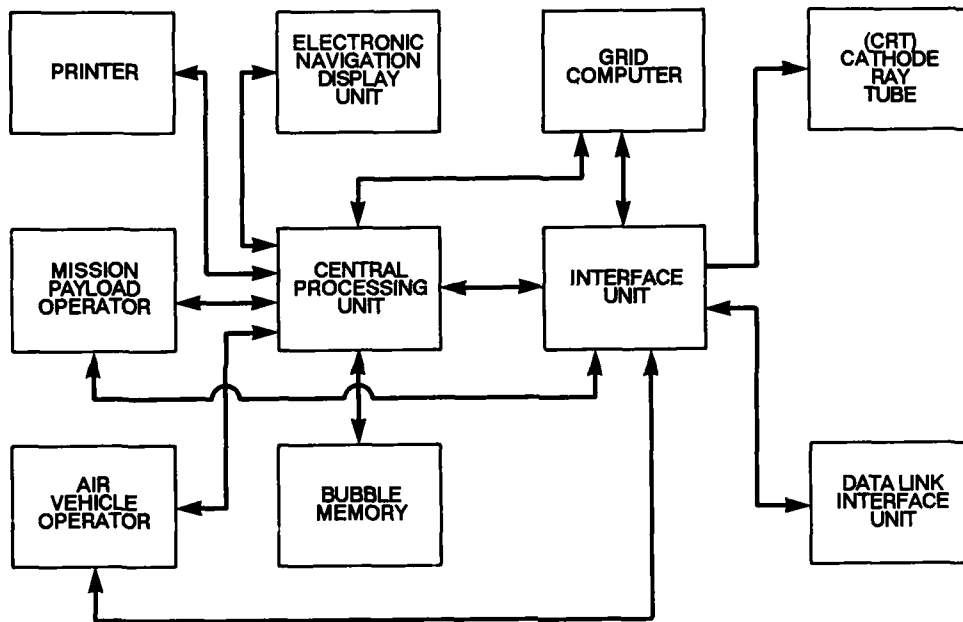 PRINTER
ELECTRONIC
NAVIGATION
DISPLAY
UNIT
GRID
COMPUTER
(CRT)
CATHODE
RAY
TUBE
MISSION
PAYLOAD
OPERATOR
CENTRAL
PROCESSING
UNIT
INTERFACE
UNIT
AIR
VEHICLE
OPERATOR
BUBBLE
MEMORY
DATA LINK
INTERFACE
UNIT